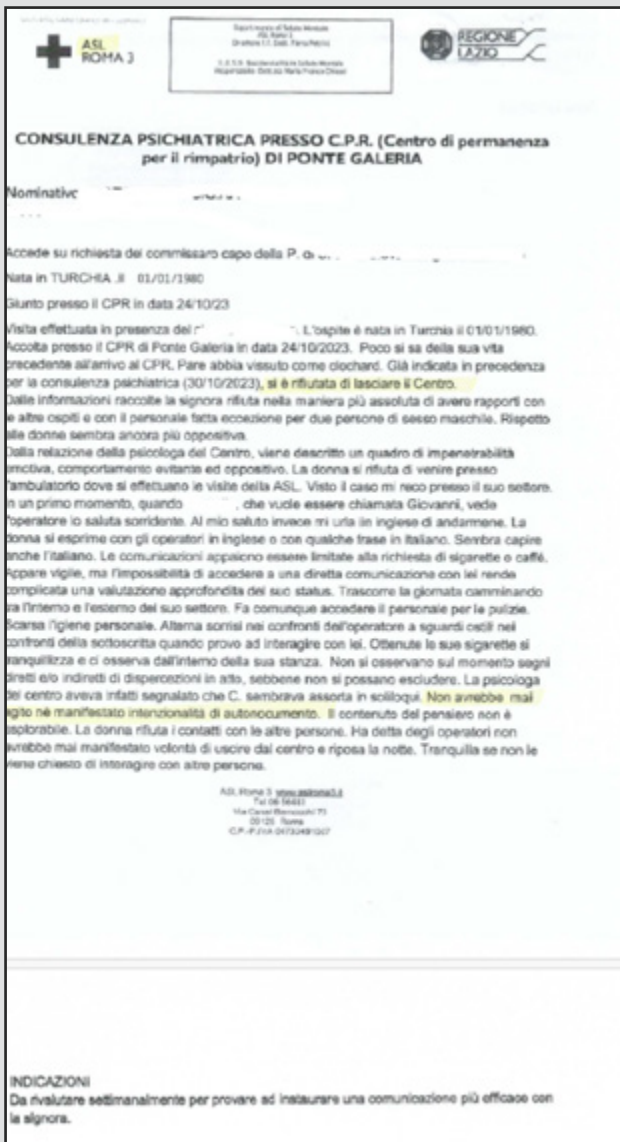 ASL
ROMA 3
Dipartimento di Salute Mentale
ASL Roma 3
REGIONE
LAZIO
CONSULENZA PSICHIATRICA PRESSO C.P.R. (Centro di permanenza
per il rimpatrio) DI PONTE GALERIA
Nominativo
Accede su richiesta del commissaro capo della P. di
Nata in TURCHIA il 01/01/1980
Giunto presso il CPR in data 24/10/23
Visita effettuata in presenza del . L'ospite è nata in Turchia il 01/01/1980.
Accolta presso il CPR di Ponte Galeria in data 24/10/2023. Poco si sa della sua vita
precedente all'arrivo al CPR. Pare abbia vissuto come clochard. Già indicata in precedenza
per la consulenza psichiatrica (30/10/2023), si è rifiutata di lasciare il Centro.
Dalle informazioni raccolte la signora rifiuta nella maniera più assoluta di avere rapporti con
le altre ospiti e con il personale fatta eccezione per due persone di sesso maschile. Rispetto
alle donne sembra ancora più oppositiva.
Dalla relazione della psicologa del Centro, viene descritto un quadro di impenetrabilità
emotiva, comportamento evitante ed oppositivo. La donna si rifiuta di venire presso
l'ambulatorio dove si effettuano le visite della ASL. Visto il caso mi reco presso il suo settore.
In un primo momento, quando , che vuole essere chiamata Giovanni, vede
l'operatore lo saluta sorridente. Al mio saluto invece mi urla in inglese di andarmene. La
donna si esprime con gli operatori in inglese o con qualche frase in italiano. Sembra capire
anche l'italiano. Le comunicazioni appaiono essere limitate alla richiesta di sigarette o caffè.
Appare vigile, ma l'impossibilità di accedere a una diretta comunicazione con lei rende
complicata una valutazione approfondita del suo status. Trascorre la giornata camminando
tra l'interno e l'esterno del suo settore. Fa comunque accedere il personale per le pulizie.
Scarsa l'igiene personale. Alterna sorrisi nei confronti dell'operatore a sguardi ostili nei
confronti della sottoscritta quando provo ad interagire con lei. Ottenute le sue sigarette si
tranquillizza e ci osserva dall'interno della sua stanza. Non si osservano sul momento segni
diretti e/o indiretti di dispercezioni in atto, sebbene non si possano escludere. La psicologa
del centro aveva infatti segnalato che C. sembrava assorta in soliloqui. Non avrebbe mai
agito nè manifestato intenzionalità di autonocumento. Il contenuto del pensiero non è
esplorabile. La donna rifiuta i contatti con le altre persone. Ha detta degli operatori non
avrebbe mai manifestato volontà di uscire dal centro e riposa la notte. Tranquilla se non le
viene chiesto di interagire con altre persone.
ASL Roma 3 www.aslroma3.it
00125 Roma
INDICAZIONI
Da rivalutare settimanalmente per provare ad instaurare una comunicazione più efficace con
la signora.